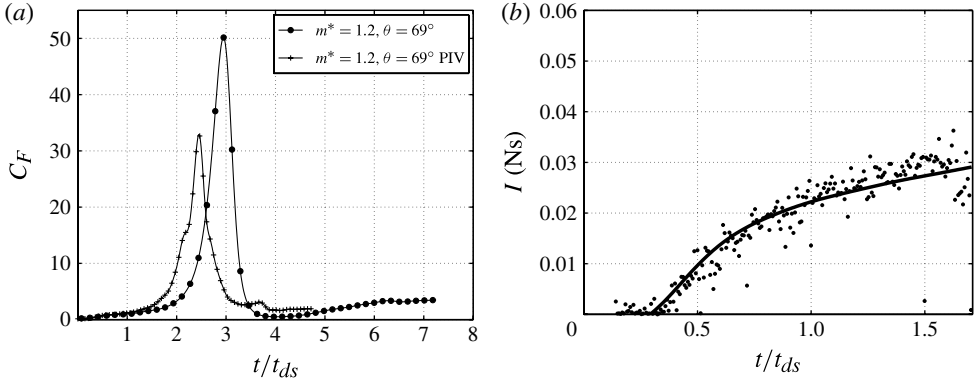 (a)
50
40
30
20
10
0
C_F
1 2 3 4 5 6 7 8
t/t_ds
m* = 1.2, θ = 69°
m* = 1.2, θ = 69° PIV
(b)
0.06
0.05
0.04
0.03
0.02
0.01
I (Ns)
0 0.5 1.0 1.5
t/t_ds